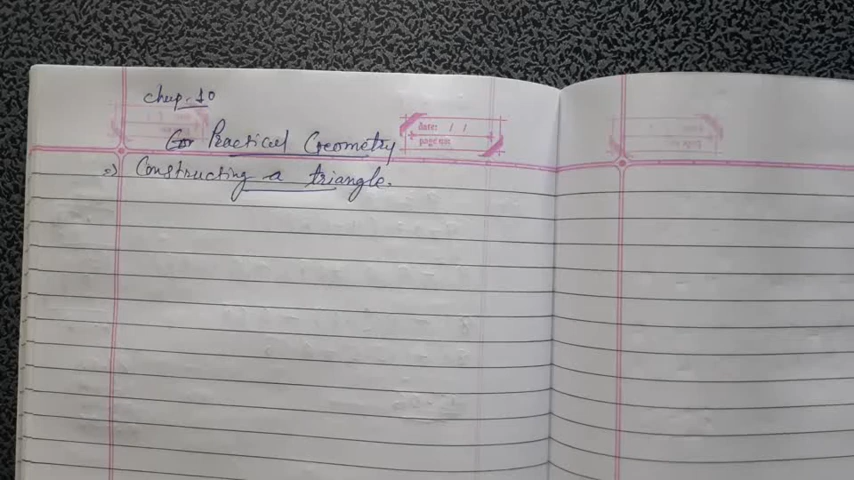 chap. 10
Practical Geometry
date: / /
page no:
=) Constructing a triangle.